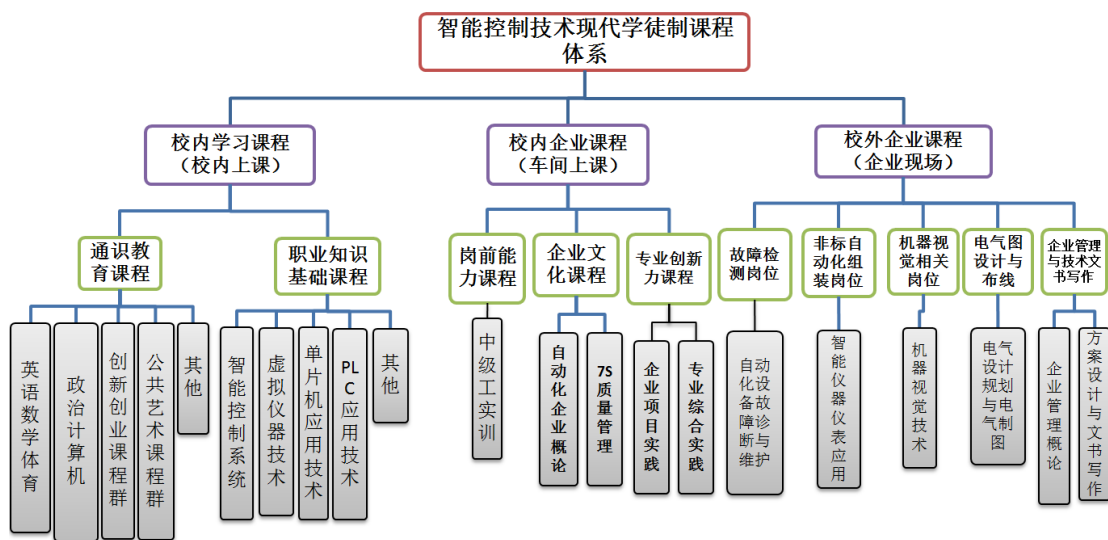 智能控制技术现代学徒制课程
体系
校内学习课程
（校内上课）
校内企业课程
（车间上课）
校外企业课程
（企业现场）
通识教
育课程
职业知识
基础课程
岗前能
力课程
企业文
化课程
专业创新
力课程
故障检
测岗位
非标自
动化组
装岗位
机器视
觉相关
岗位
电气图
设计与
布线
企业管理
与技术文
书写作
英语数学体育
政治计算机
创新创业课程群
公共艺术课程群
其他
智能控制系统
虚拟仪器技术
单片机应用技术
PLC应用技术
其他
中级工实训
自动化企业概论
7S质量管理
企业项目实践
专业综合实践
自动
化设
备故
障诊
断与
维护
智能仪器仪表应用
机器视觉技术
电气
设计
规划
与电
气制
图
企业管理概论
方案设计与文书写作